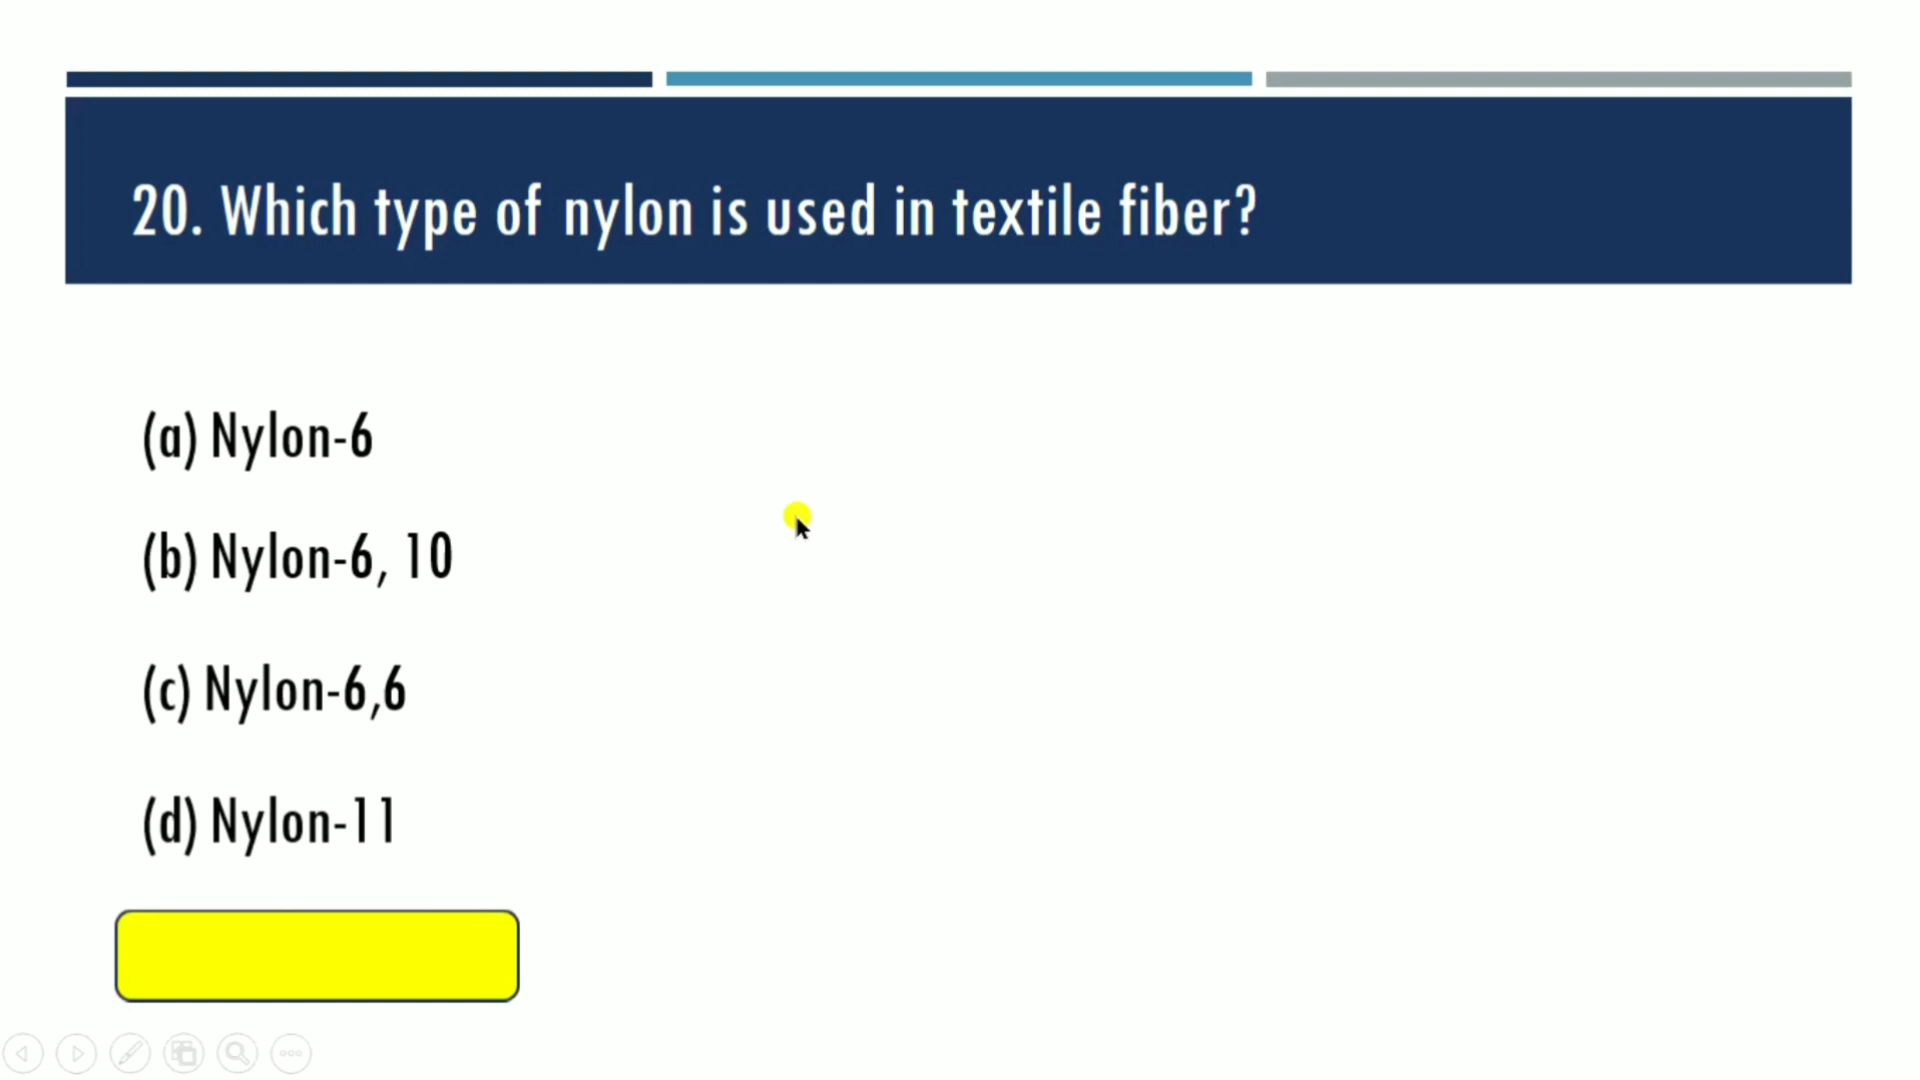 20. Which type of nylon is used in textile fiber?
(a) Nylon-6
(b) Nylon-6, 10
(c) Nylon-6,6
(d) Nylon-11